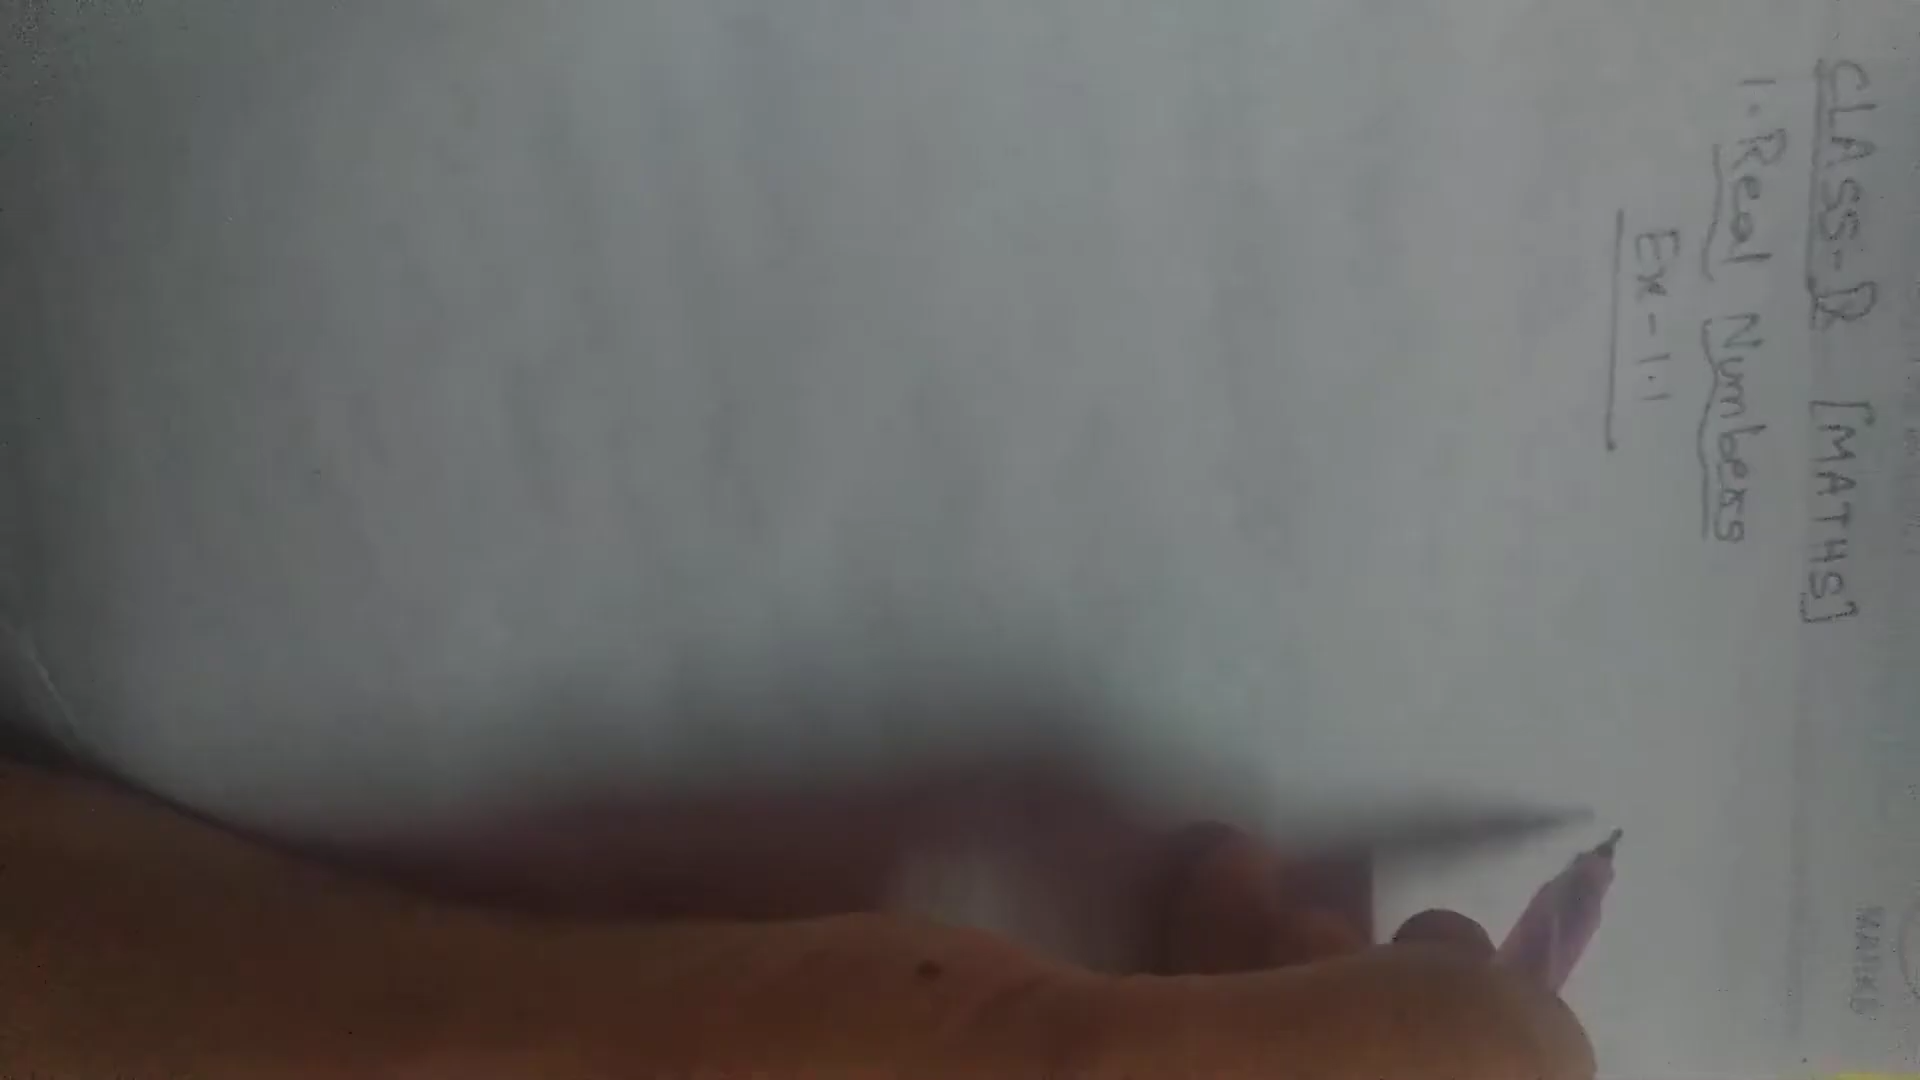 CLASS-X [MATHS]
1. Real Numbers
Ex-1.1